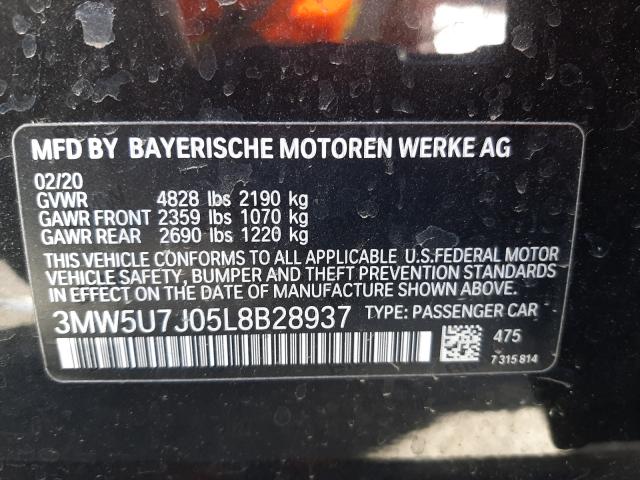 MFD BY BAYERISCHE MOTOREN WERKE AG
02/20
GVWR 4828 lbs 2190 kg
GAWR FRONT 2359 lbs 1070 kg
GAWR REAR 2690 lbs 1220 kg
THIS VEHICLE CONFORMS TO ALL APPLICABLE U.S.FEDERAL MOTOR
VEHICLE SAFETY, BUMPER AND THEFT PREVENTION STANDARDS
IN EFFECT ON THE DATE OF MANUFACTURE SHOWN ABOVE.
3MW5U7J05L8B28937 TYPE: PASSENGER CAR
475
7 315 814